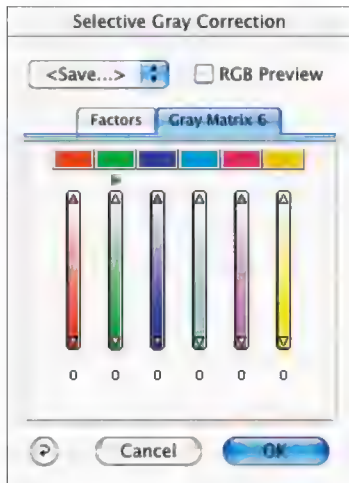 Selective Gray Correction
<Save...> RGB Preview
Factors Gray Matrix 6
0 0 0 0 0 0
Cancel OK